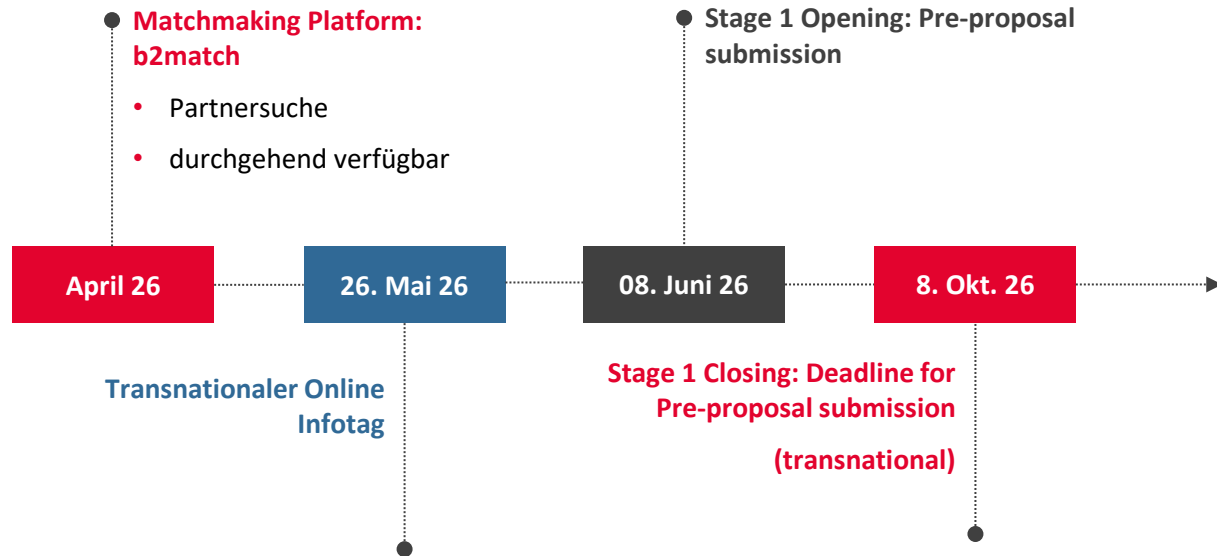 Matchmaking Platform:
b2match
• Partnersuche
• durchgehend verfügbar
Stage 1 Opening: Pre-proposal
submission
April 26
26. Mai 26
08. Juni 26
8. Okt. 26
Transnationaler Online
Infotag
Stage 1 Closing: Deadline for
Pre-proposal submission
(transnational)